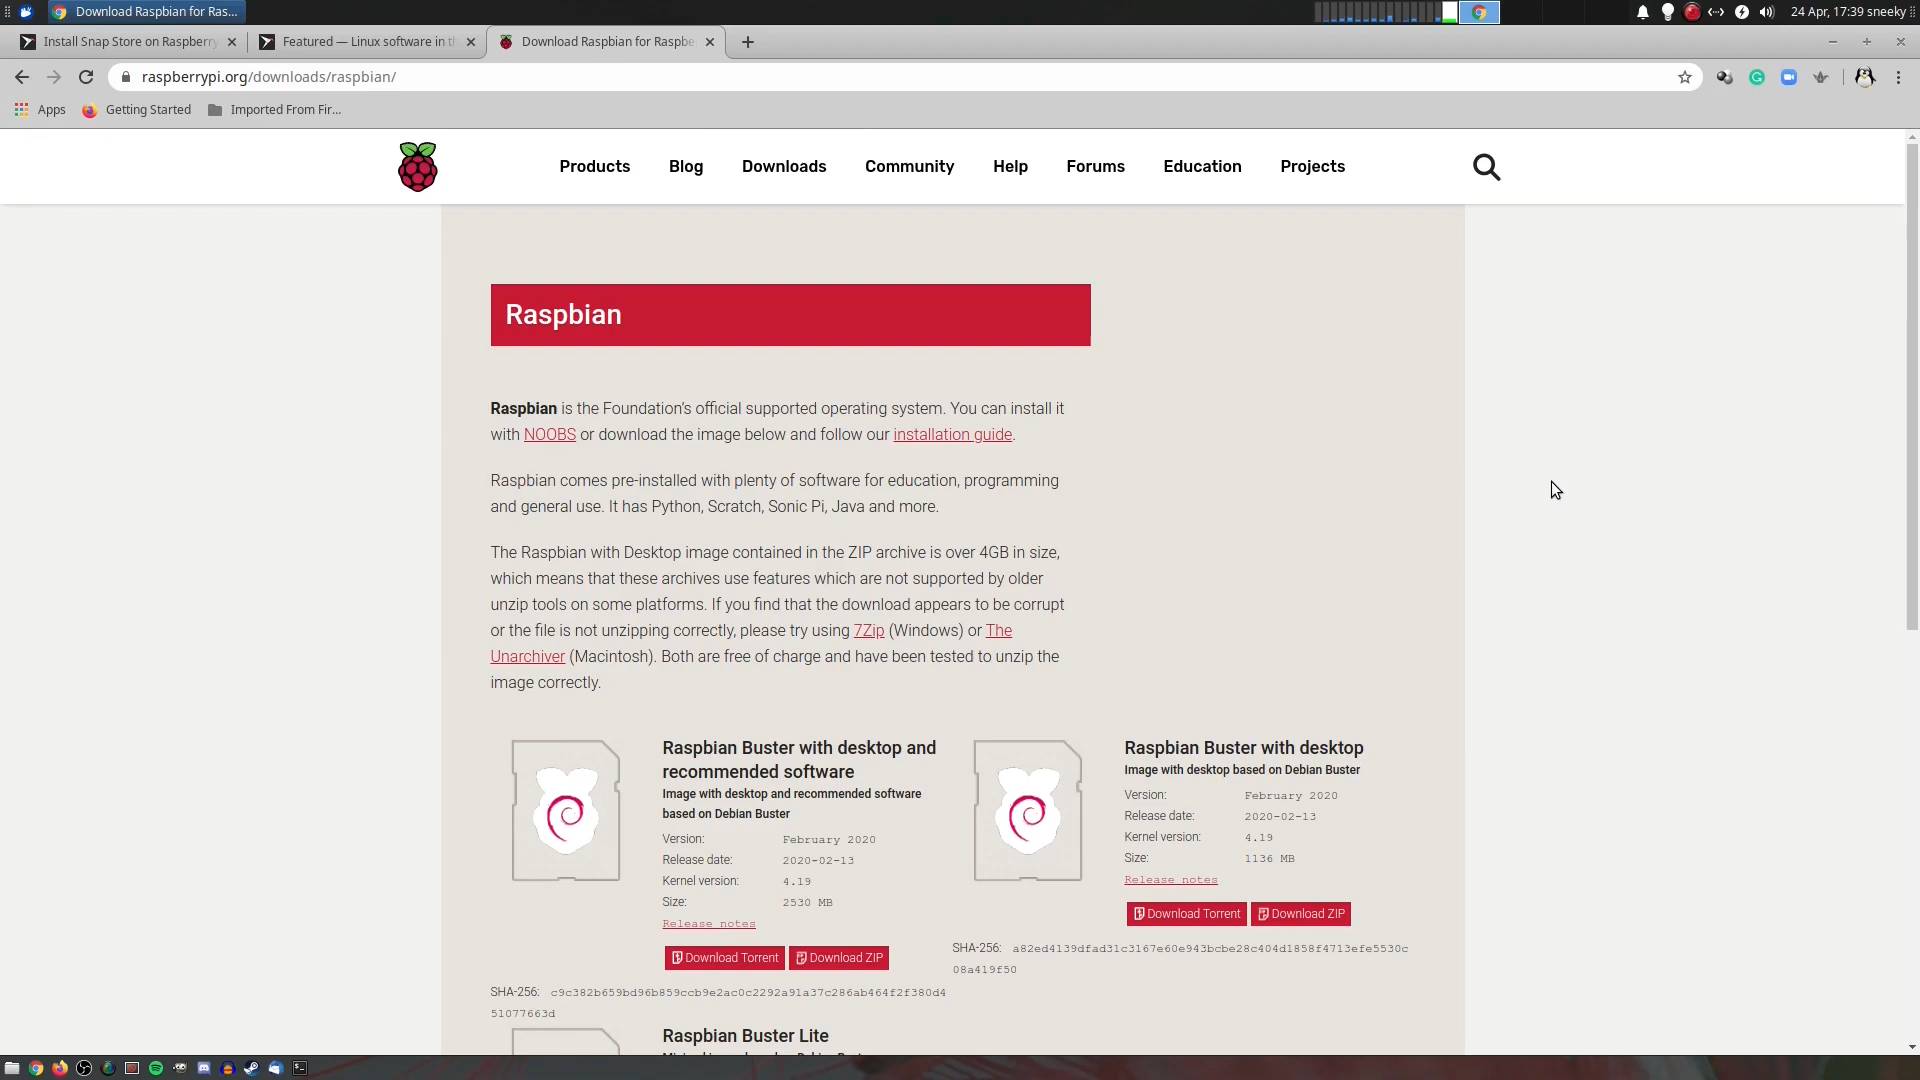 Download Raspbian for Ras...
24 Apr, 17:39 sneeky
Install Snap Store on Raspberry
Featured — Linux software in th
Download Raspbian for Raspbe
raspberrypi.org/downloads/raspbian/
Apps
Getting Started
Imported From Fir...
Products
Blog
Downloads
Community
Help
Forums
Education
Projects
Raspbian
Raspbian is the Foundation's official supported operating system. You can install it
with NOOBS or download the image below and follow our installation guide.
Raspbian comes pre-installed with plenty of software for education, programming
and general use. It has Python, Scratch, Sonic Pi, Java and more.
The Raspbian with Desktop image contained in the ZIP archive is over 4GB in size,
which means that these archives use features which are not supported by older
unzip tools on some platforms. If you find that the download appears to be corrupt
or the file is not unzipping correctly, please try using 7Zip (Windows) or The
Unarchiver (Macintosh). Both are free of charge and have been tested to unzip the
image correctly.
Raspbian Buster with desktop and
recommended software
Image with desktop and recommended software
based on Debian Buster
Version: February 2020
Release date: 2020-02-13
Kernel version: 4.19
Size: 2530 MB
Release notes
Download Torrent
Download ZIP
SHA-256: c9c382b659bd96b859ccb9e2ac0c2292a91a37c286ab464f2f380d4
51077663d
Raspbian Buster with desktop
Image with desktop based on Debian Buster
Version: February 2020
Release date: 2020-02-13
Kernel version: 4.19
Size: 1136 MB
Release notes
Download Torrent
Download ZIP
SHA-256: a82ed4139dfad31c3167e60e943bcbe28c404d1858f4713efe5530c
08a419f50
Raspbian Buster Lite